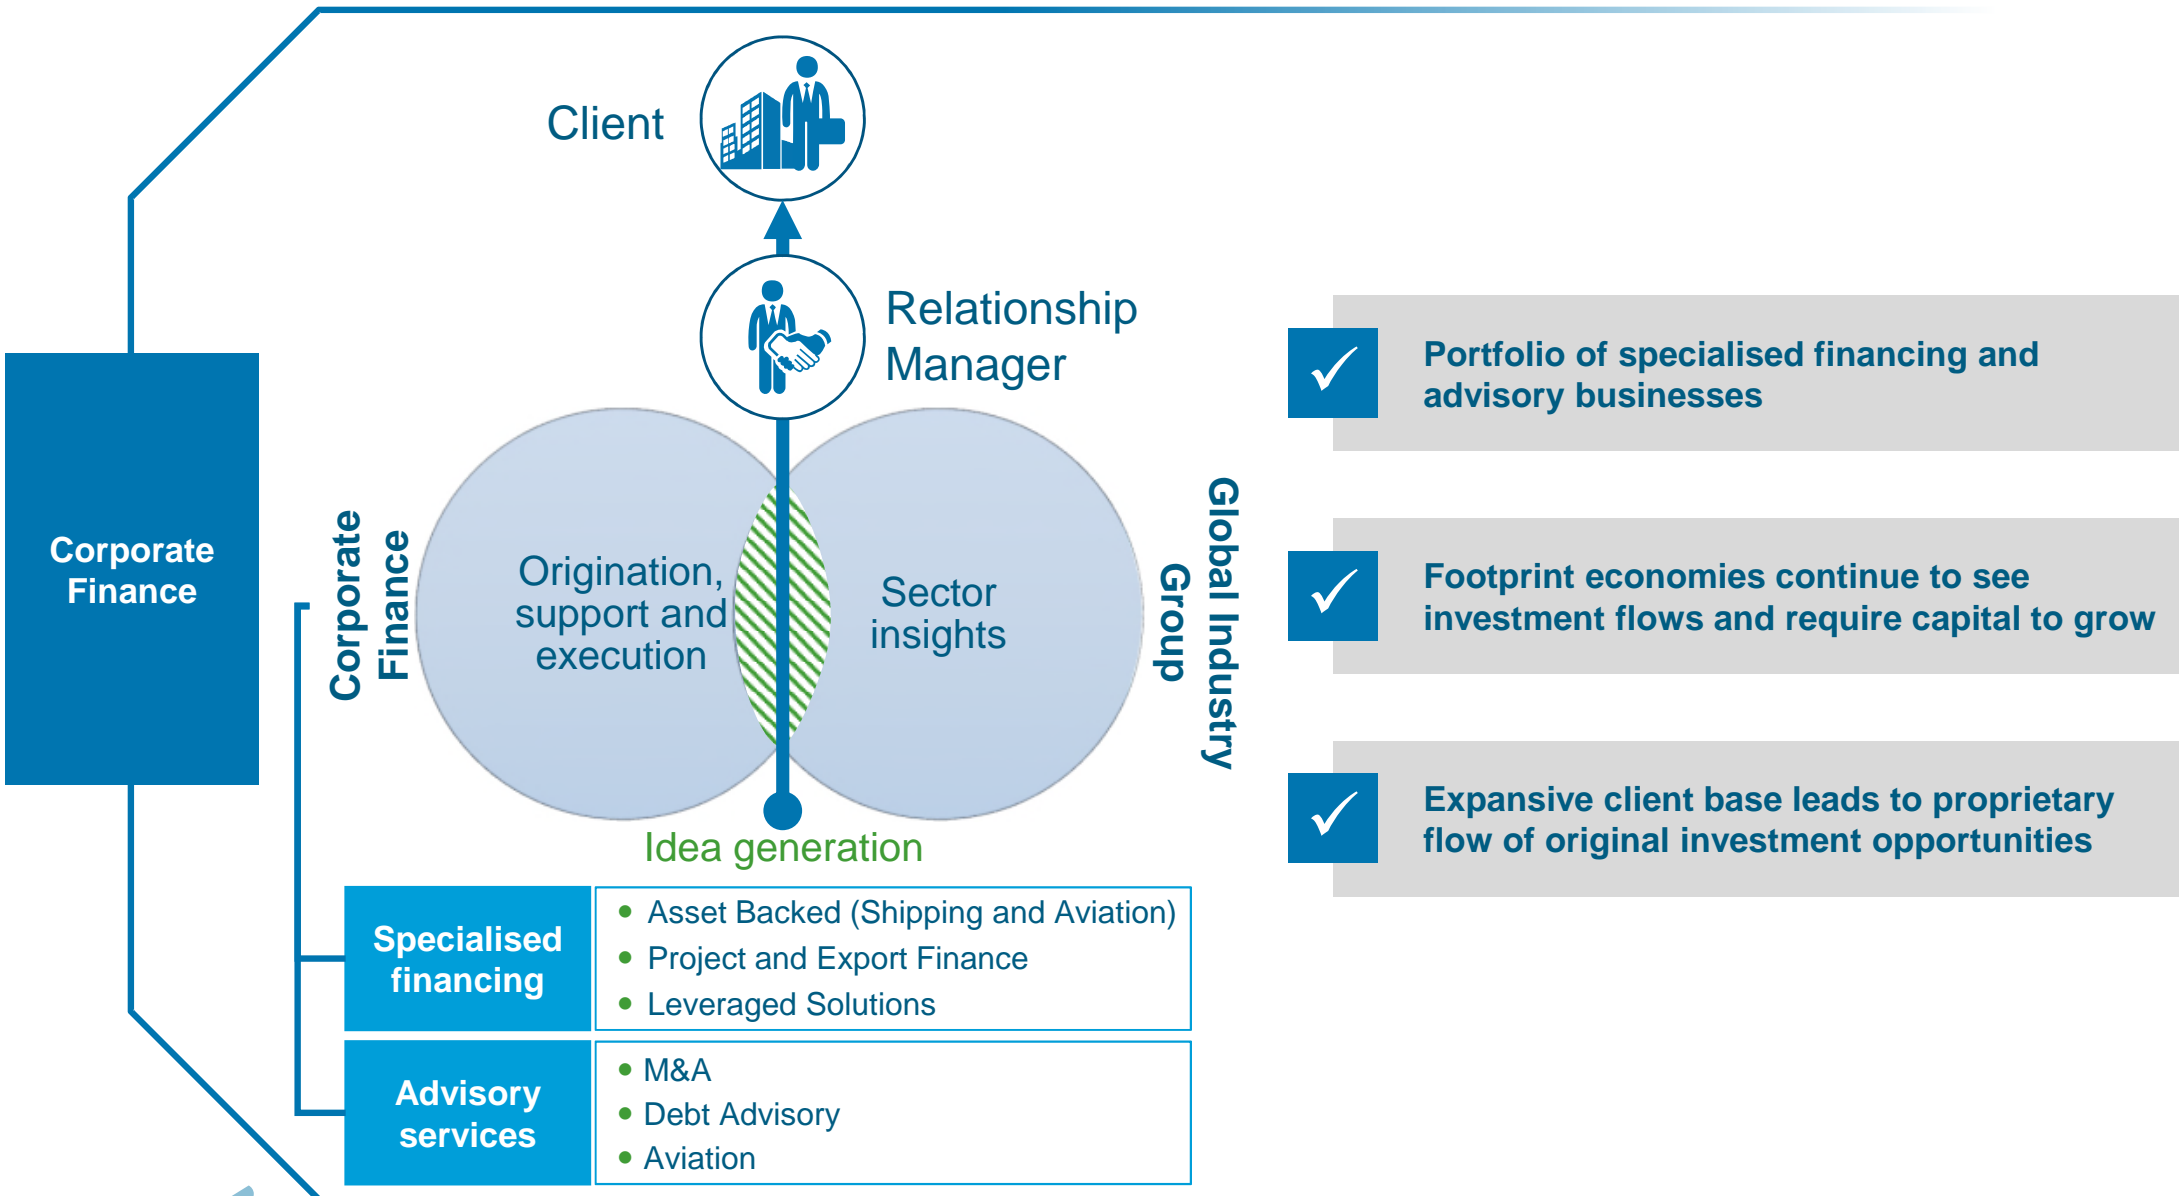 Client
Relationship
Manager
Corporate
Finance
Corporate
Finance
Origination,
support and
execution
Sector
insights
Global Industry
Group
Idea generation
Specialised
financing
• Asset Backed (Shipping and Aviation)
• Project and Export Finance
• Leveraged Solutions
Advisory
services
• M&A
• Debt Advisory
• Aviation
Portfolio of specialised financing and
advisory businesses
Footprint economies continue to see
investment flows and require capital to grow
Expansive client base leads to proprietary
flow of original investment opportunities